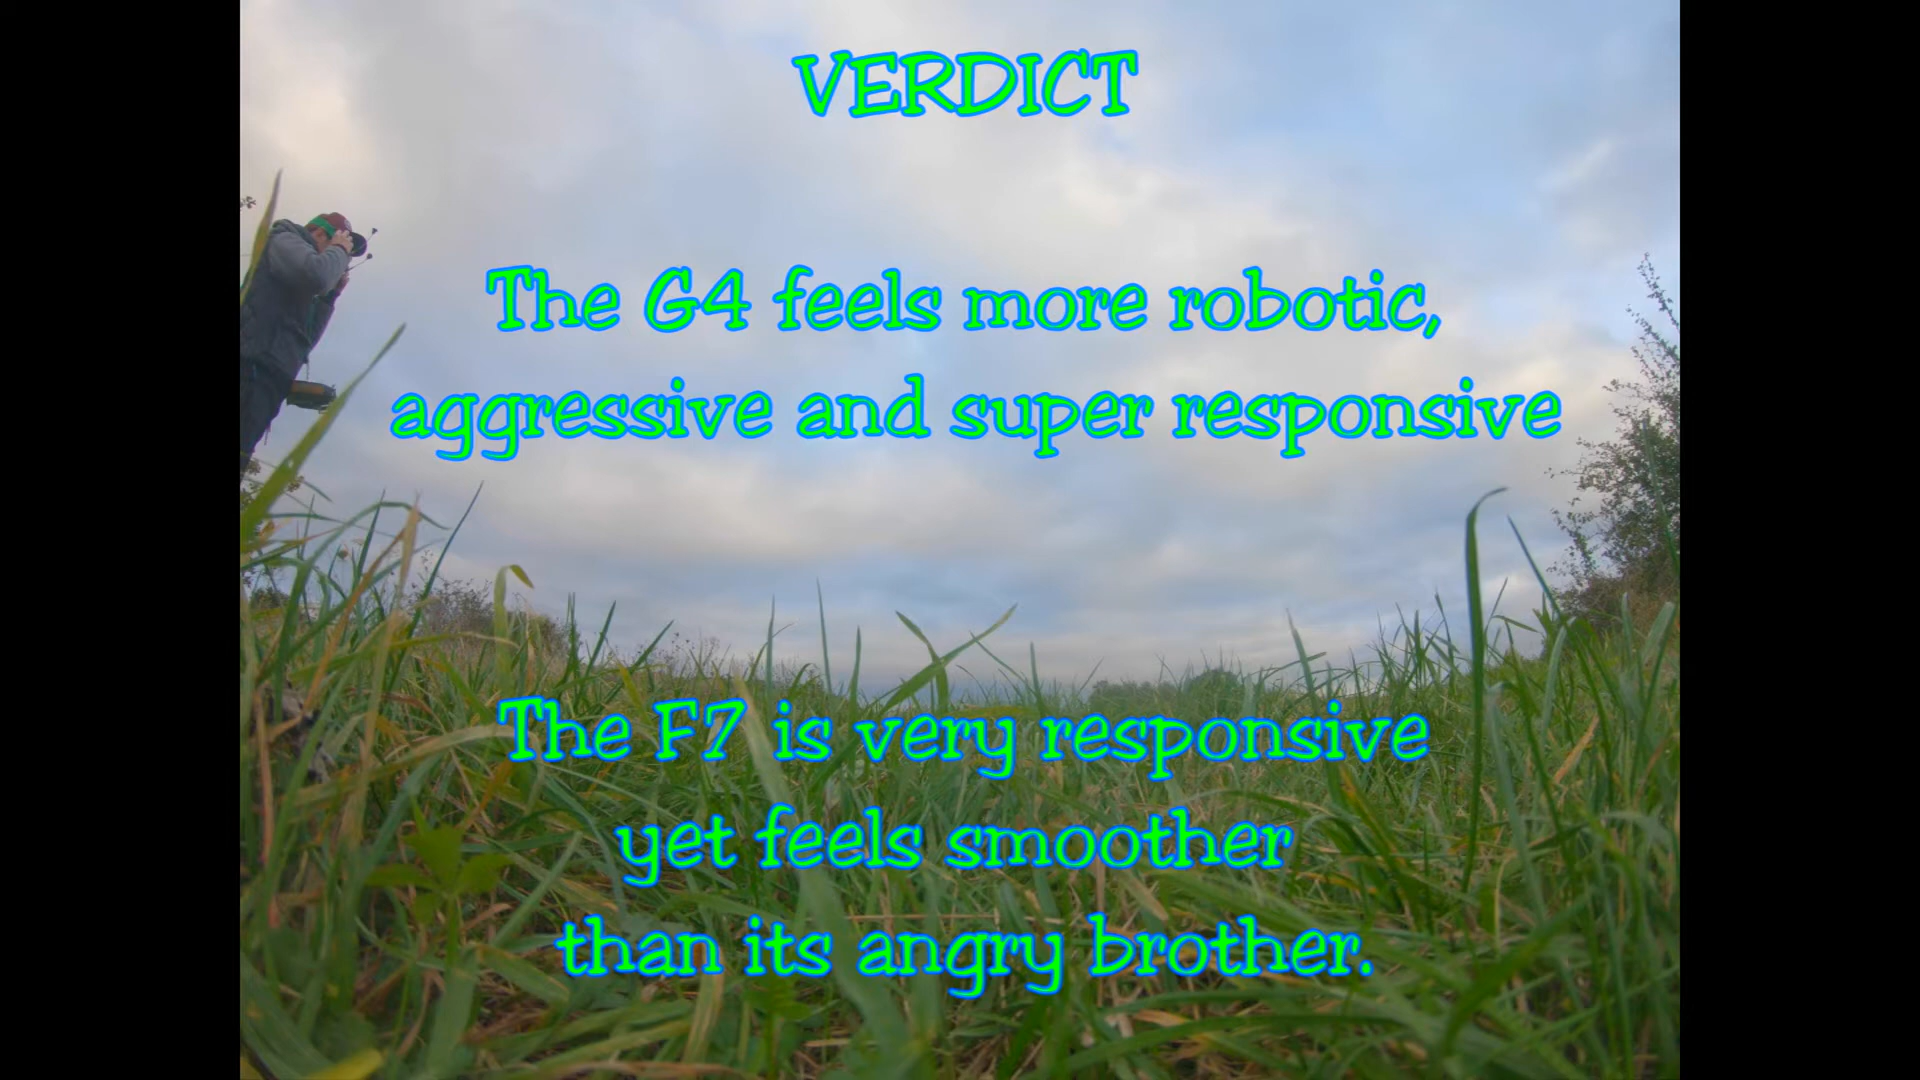 VERDICT
The G4 feels more robotic,
aggressive and super responsive
The F7 is very responsive
yet feels smoother
than its angry brother.